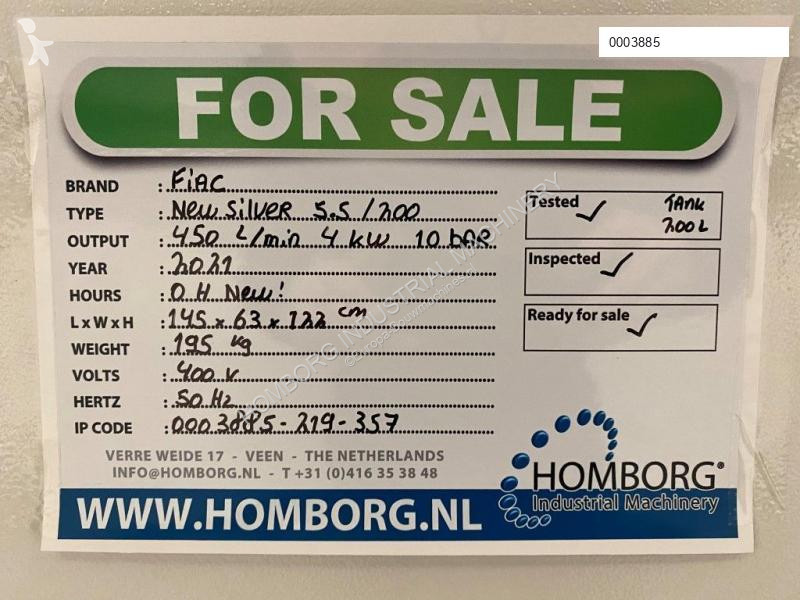 0003885
FOR SALE
BRAND : FiAC
TYPE : New Silver 5.5 / 200
OUTPUT : 450 L/min 4 kW 10 baR
YEAR : 2021
HOURS : 0 H New!
L x W x H : 145 x 63 x 122 cm
WEIGHT : 195 kg
VOLTS : 400 V
HERTZ : 50 Hz
IP CODE : 0003885-219-357
Tested ✓ TANK
200 L
Inspected ✓
Ready for sale ✓
VERRE WEIDE 17 - VEEN - THE NETHERLANDS
INFO@HOMBORG.NL - T +31 (0)416 35 38 48
HOMBORG®
Industrial Machinery
WWW.HOMBORG.NL
HOMBORG INDUSTRIAL MACHINERY